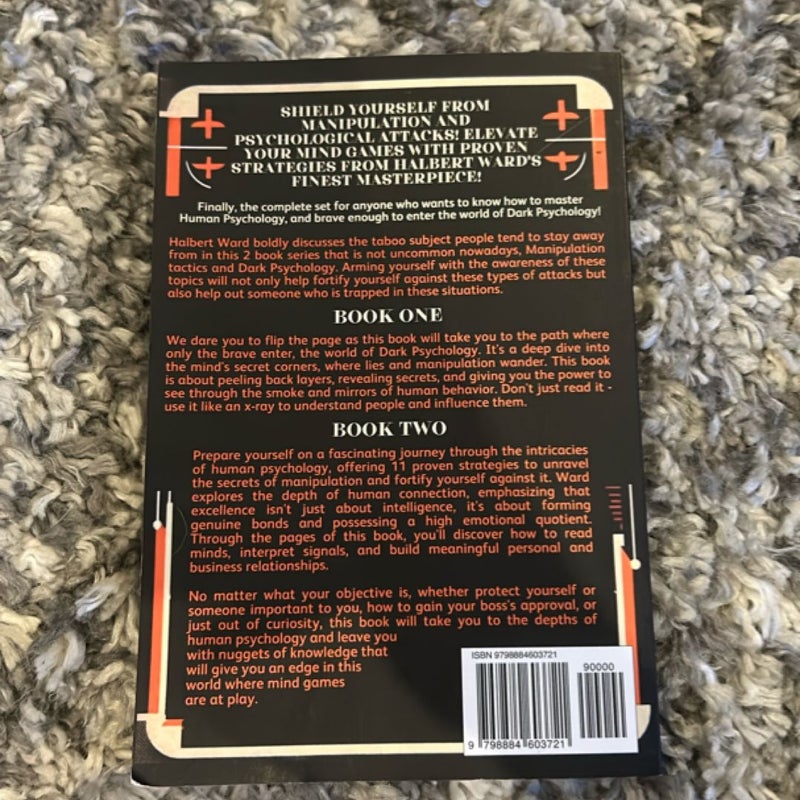 SHIELD YOURSELF FROM
MANIPULATION AND
PSYCHOLOGICAL ATTACKS! ELEVATE
YOUR MIND GAMES WITH PROVEN
STRATEGIES FROM HALBERT WARD'S
FINEST MASTERPIECE!
Finally, the complete set for anyone who wants to know how to master
Human Psychology, and brave enough to enter the world of Dark Psychology!
Halbert Ward boldly discusses the taboo subject people tend to stay away
from in this 2 book series that is not uncommon nowadays, Manipulation
tactics and Dark Psychology. Arming yourself with the awareness of these
topics will not only help fortify yourself against these types of attacks but
also help out someone who is trapped in these situations.
BOOK ONE
We dare you to flip the page as this book will take you to the path where
only the brave enter, the world of Dark Psychology. It's a deep dive into
the mind's secret corners, where lies and manipulation wander. This book
is about peeling back layers, revealing secrets, and giving you the power to
see through the smoke and mirrors of human behavior. Don't just read it -
use it like an x-ray to understand people and influence them.
BOOK TWO
Prepare yourself on a fascinating journey through the intricacies
of human psychology, offering 11 proven strategies to unravel
the secrets of manipulation and fortify yourself against it. Ward
explores the depth of human connection, emphasizing that
excellence isn't just about intelligence, it's about forming
genuine bonds and possessing a high emotional quotient.
Through the pages of this book, you'll discover how to read
minds, interpret signals, and build meaningful personal and
business relationships.
No matter what your objective is, whether protect yourself or
someone important to you, how to gain your boss's approval, or
just out of curiosity, this book will take you to the depths of
human psychology and leave you
with nuggets of knowledge that
will give you an edge in this
world where mind games
are at play.
ISBN 9798884603721
90000
9 798884 603721